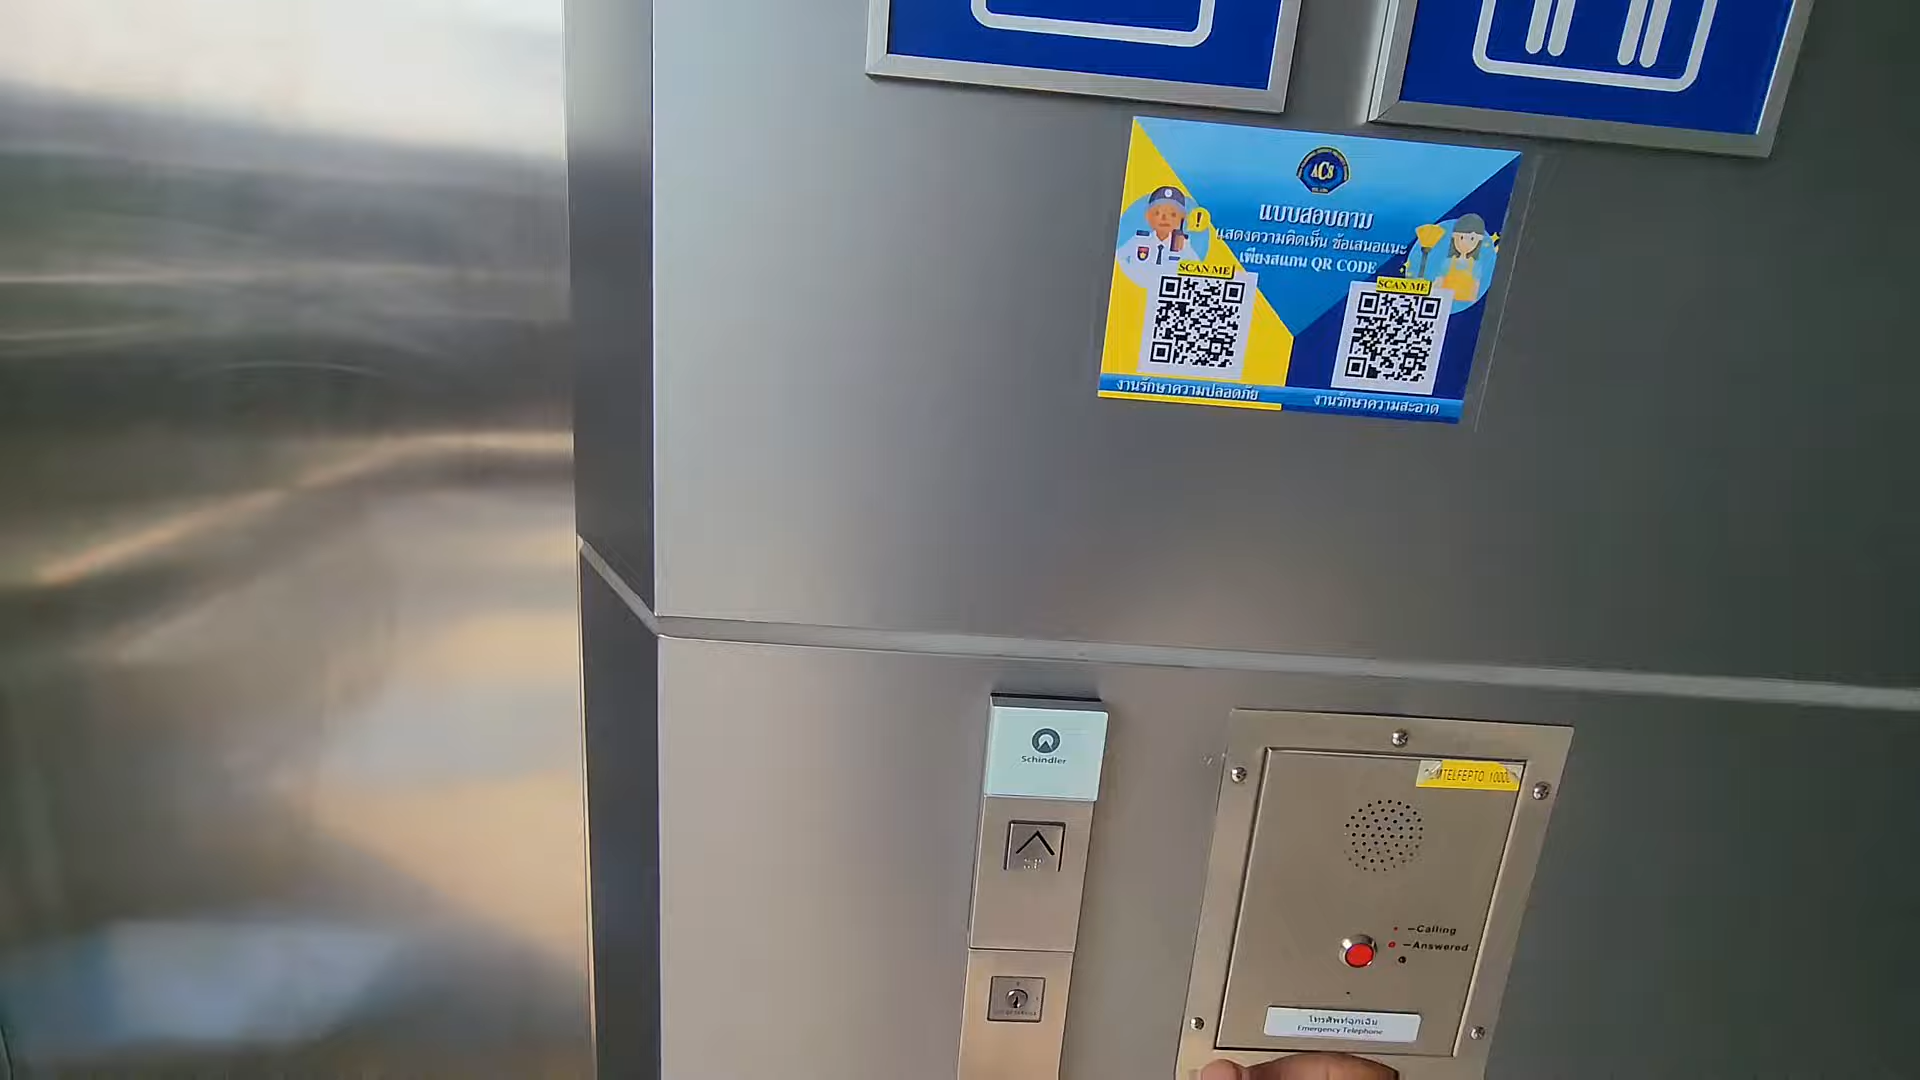 ACS
แบบสอบถาม
แสดงความคิดเห็น ข้อเสนอแนะ
เพียงสแกน QR CODE
SCAN ME
SCAN ME
งานรักษาความปลอดภัย
งานรักษาความสะอาด
Schindler
Calling
Answered
โทรศัพท์ฉุกเฉิน
Emergency Telephone